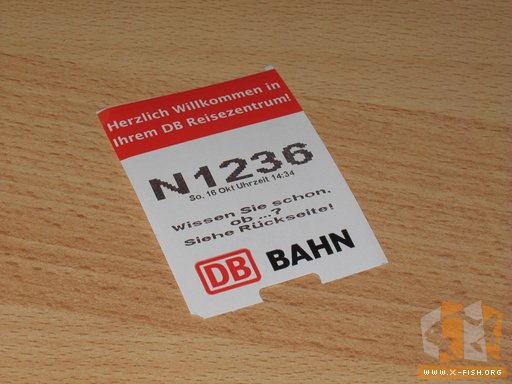 Herzlich Willkommen in
Ihrem DB Reisezentrum!
N1236
So. 16 Okt Uhrzeit 14:34
Wissen Sie schon,
ob ...?
Siehe Rückseite!
DB BAHN
WWW.X-FISH.ORG